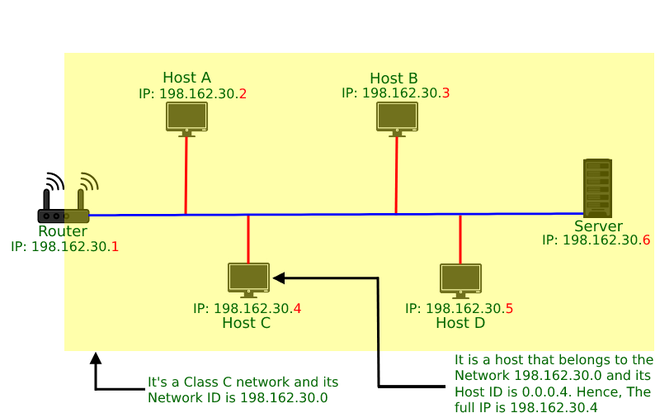 Host A
IP: 198.162.30.2
Host B
IP: 198.162.30.3
Router
IP: 198.162.30.1
Server
IP: 198.162.30.6
IP: 198.162.30.4
Host C
IP: 198.162.30.5
Host D
It's a Class C network and its
Network ID is 198.162.30.0
It is a host that belongs to the
Network 198.162.30.0 and its
Host ID is 0.0.0.4. Hence, The
full IP is 198.162.30.4